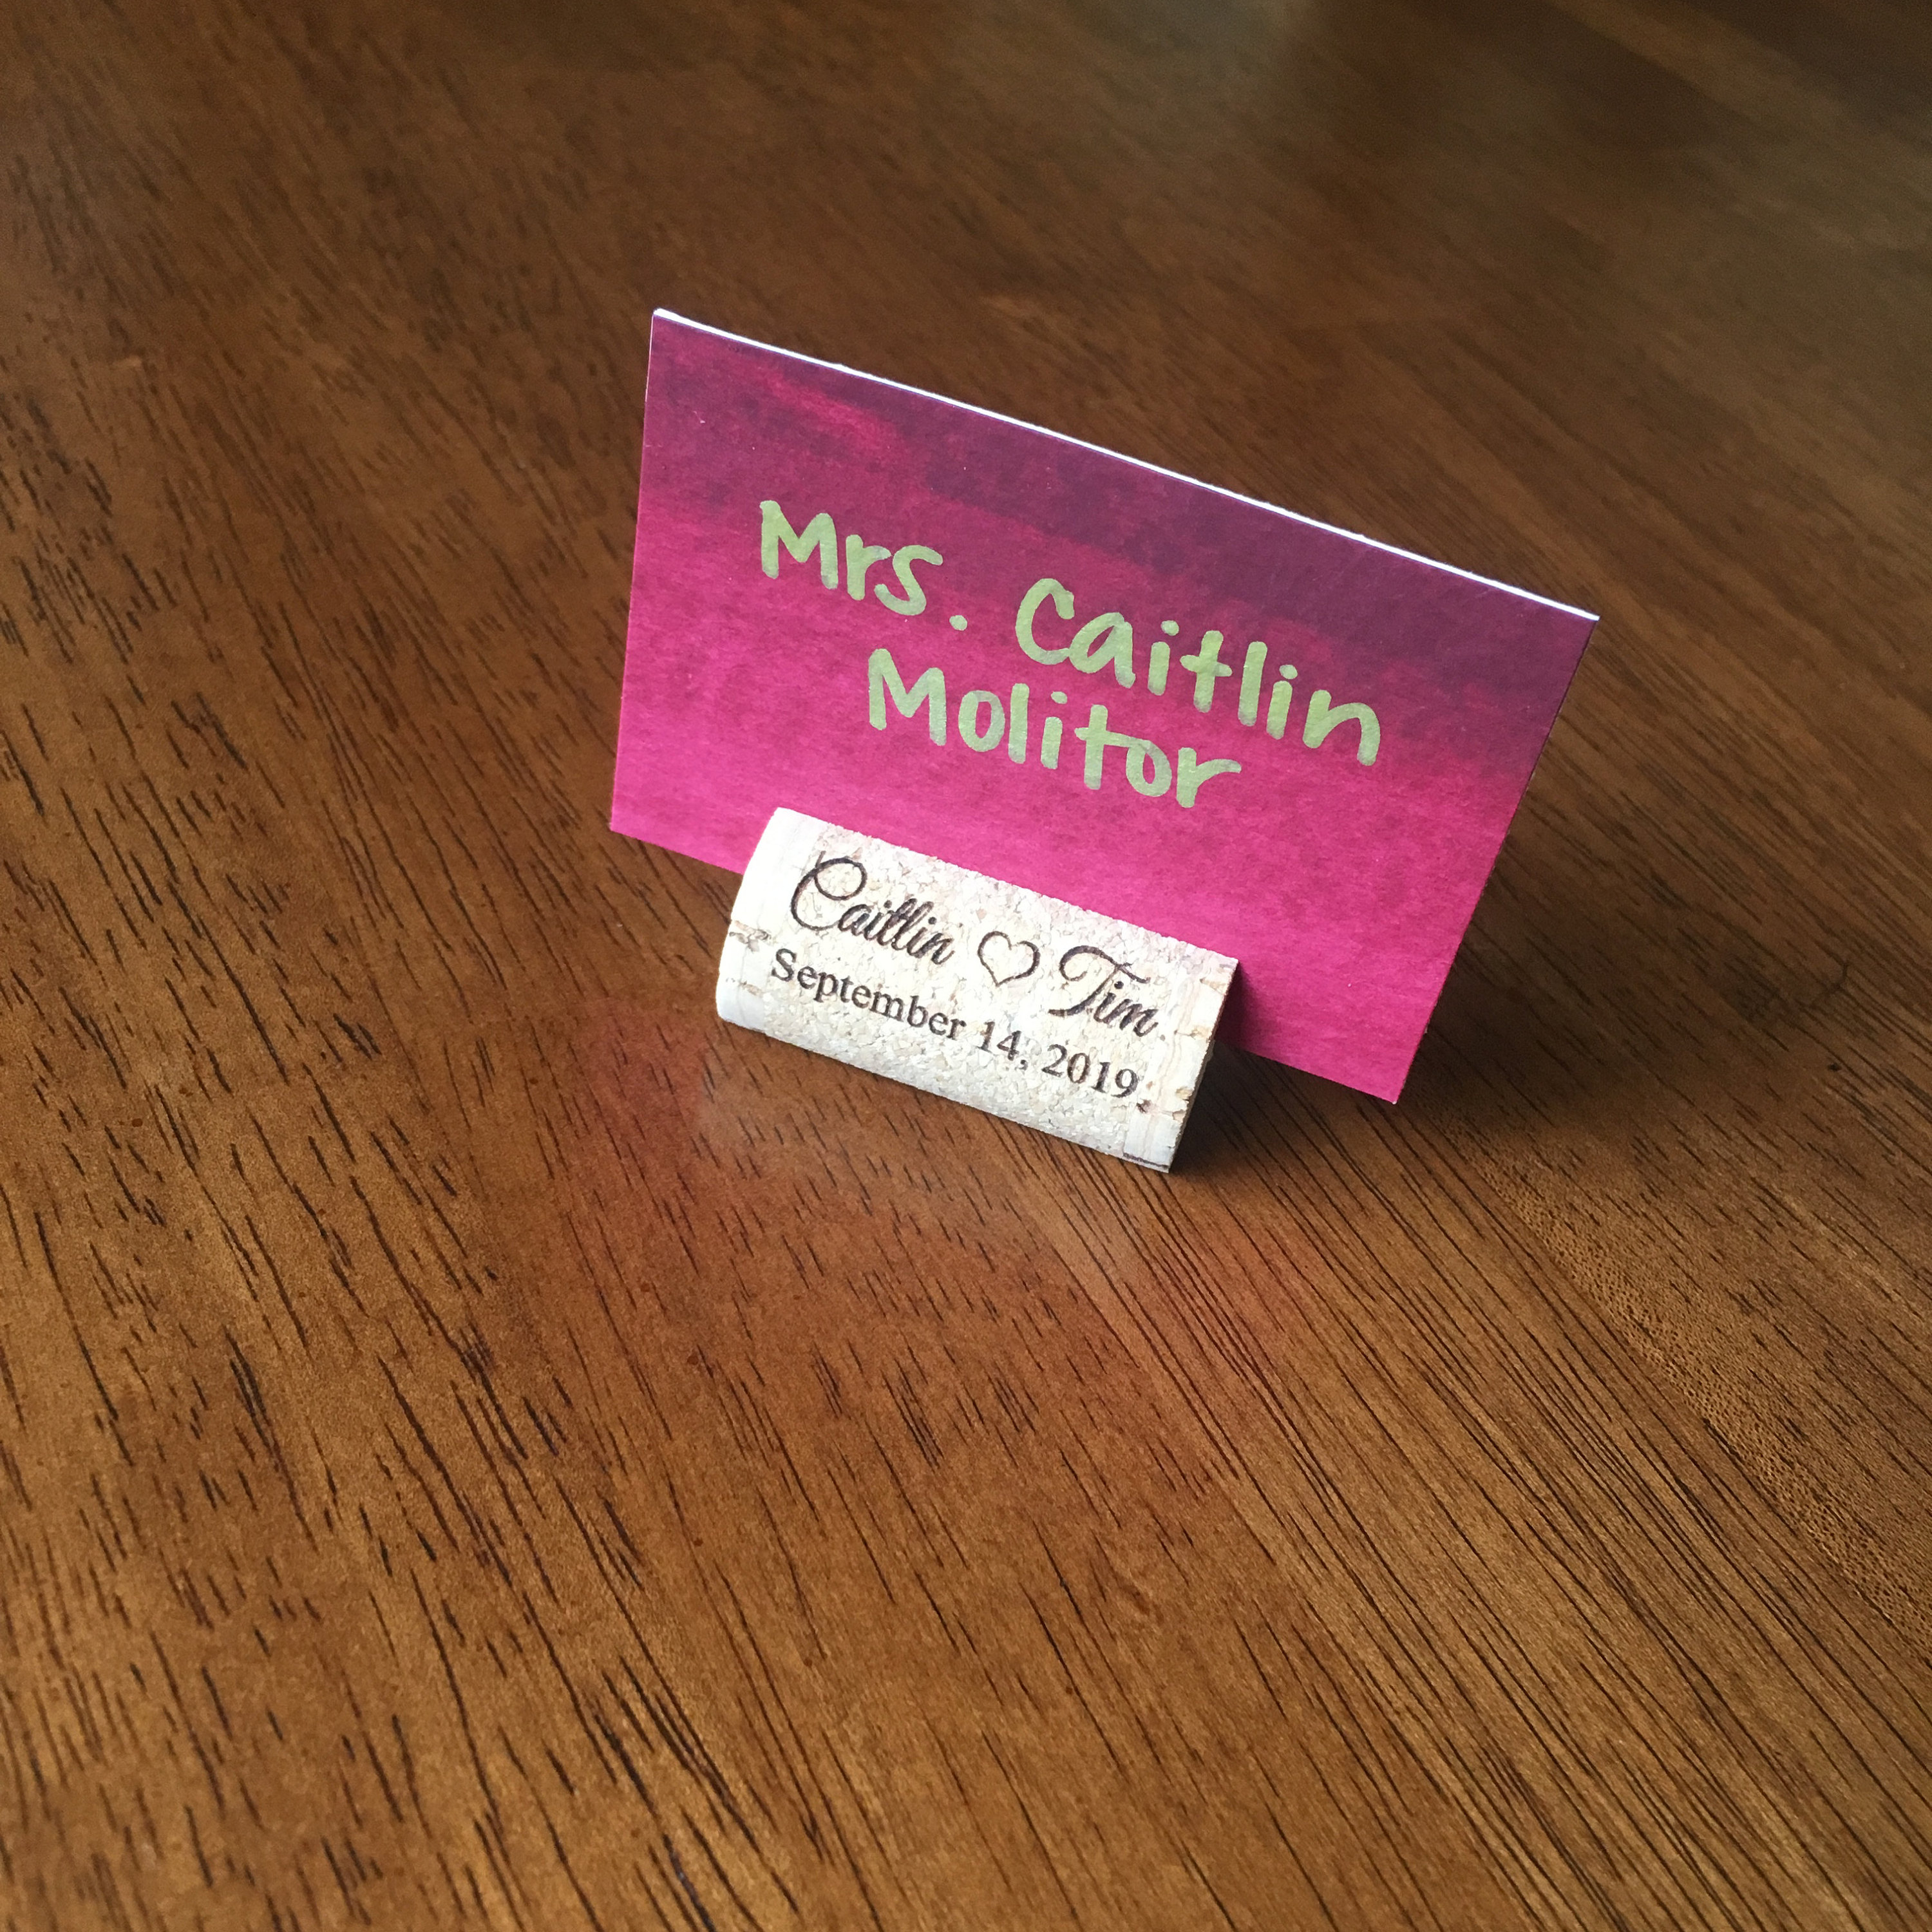 Mrs. Caitlin
Molitor
Caitlin ♡ Tim
September 14, 2019